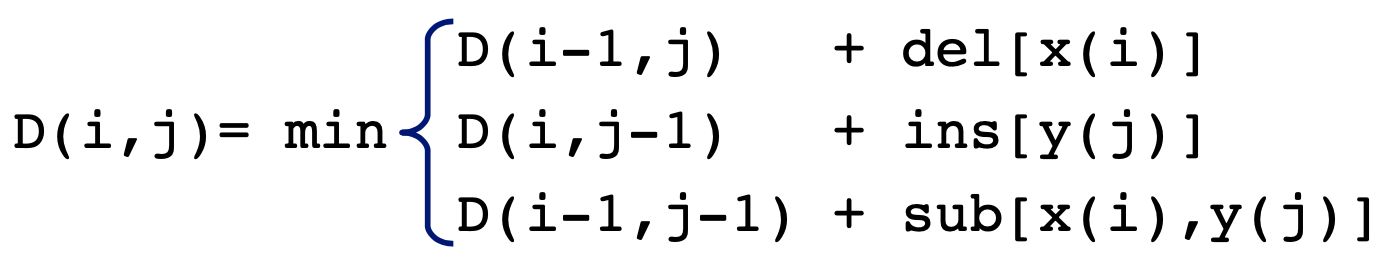 D(i-1,j) + del[x(i)]
D(i,j)= min D(i,j-1) + ins[y(j)]
D(i-1,j-1) + sub[x(i),y(j)]